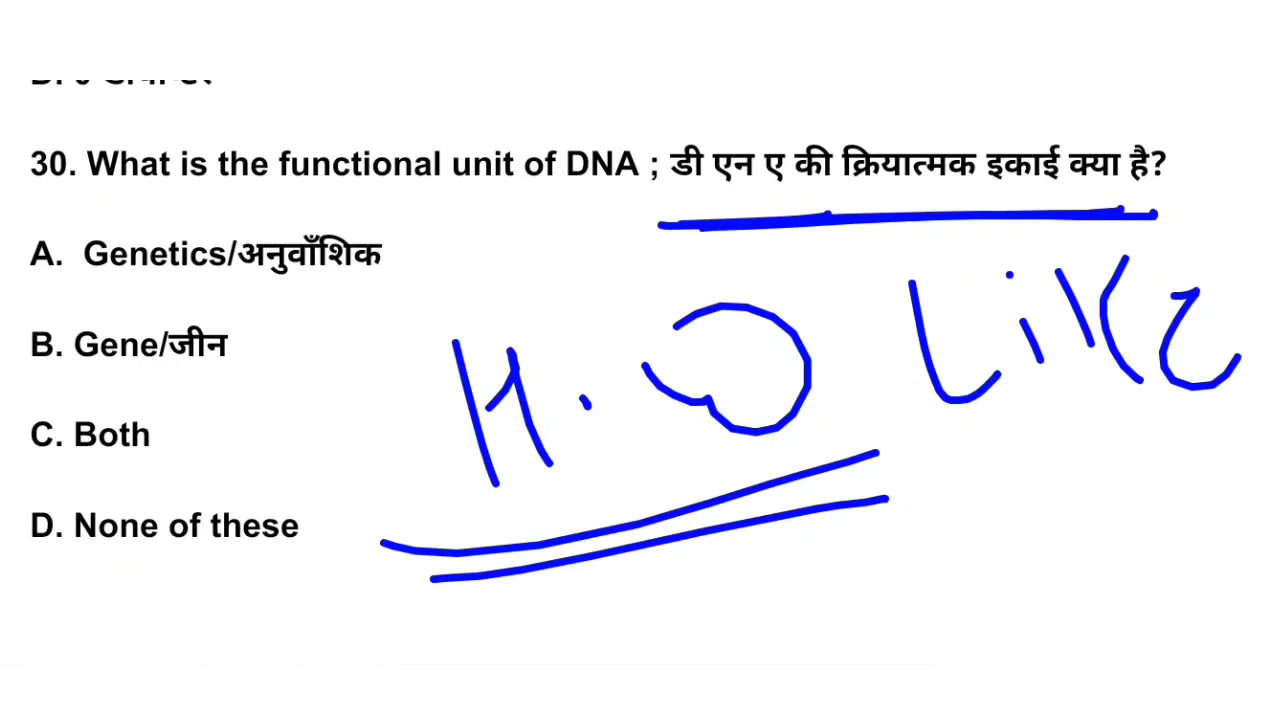 30. What is the functional unit of DNA ; डी एन ए की क्रियात्मक इकाई क्या है?
A. Genetics/अनुवाँशिक
B. Gene/जीन
C. Both
D. None of these
H.
Like